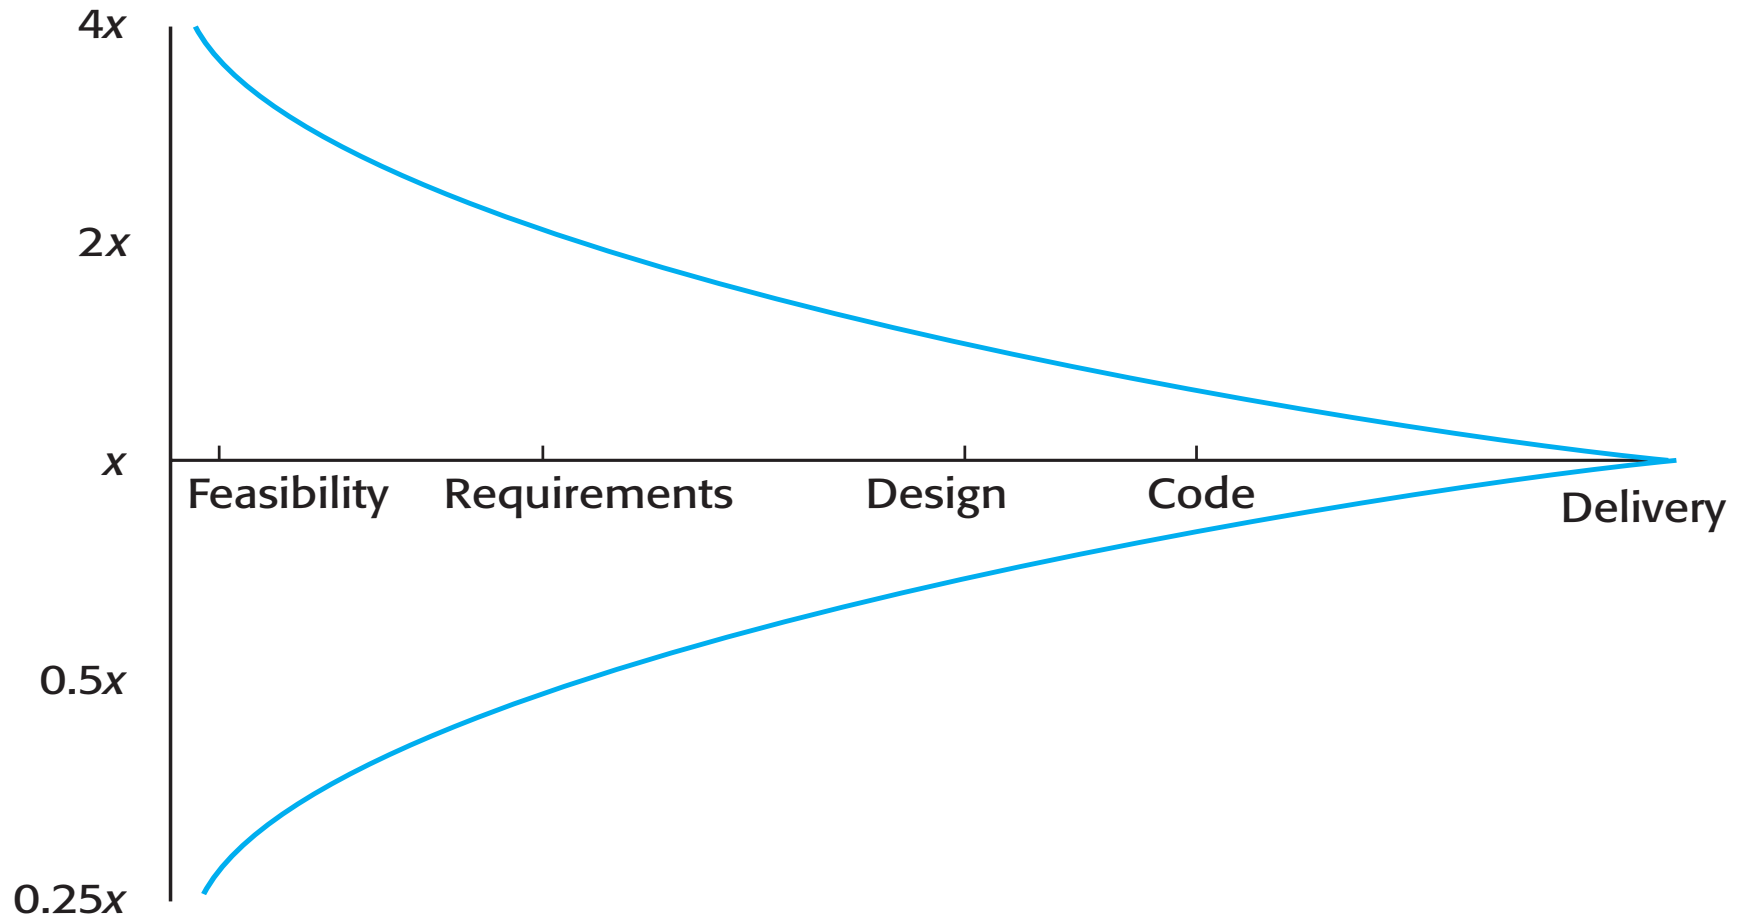 4x
2x
x
Feasibility Requirements Design Code Delivery
0.5x
0.25x